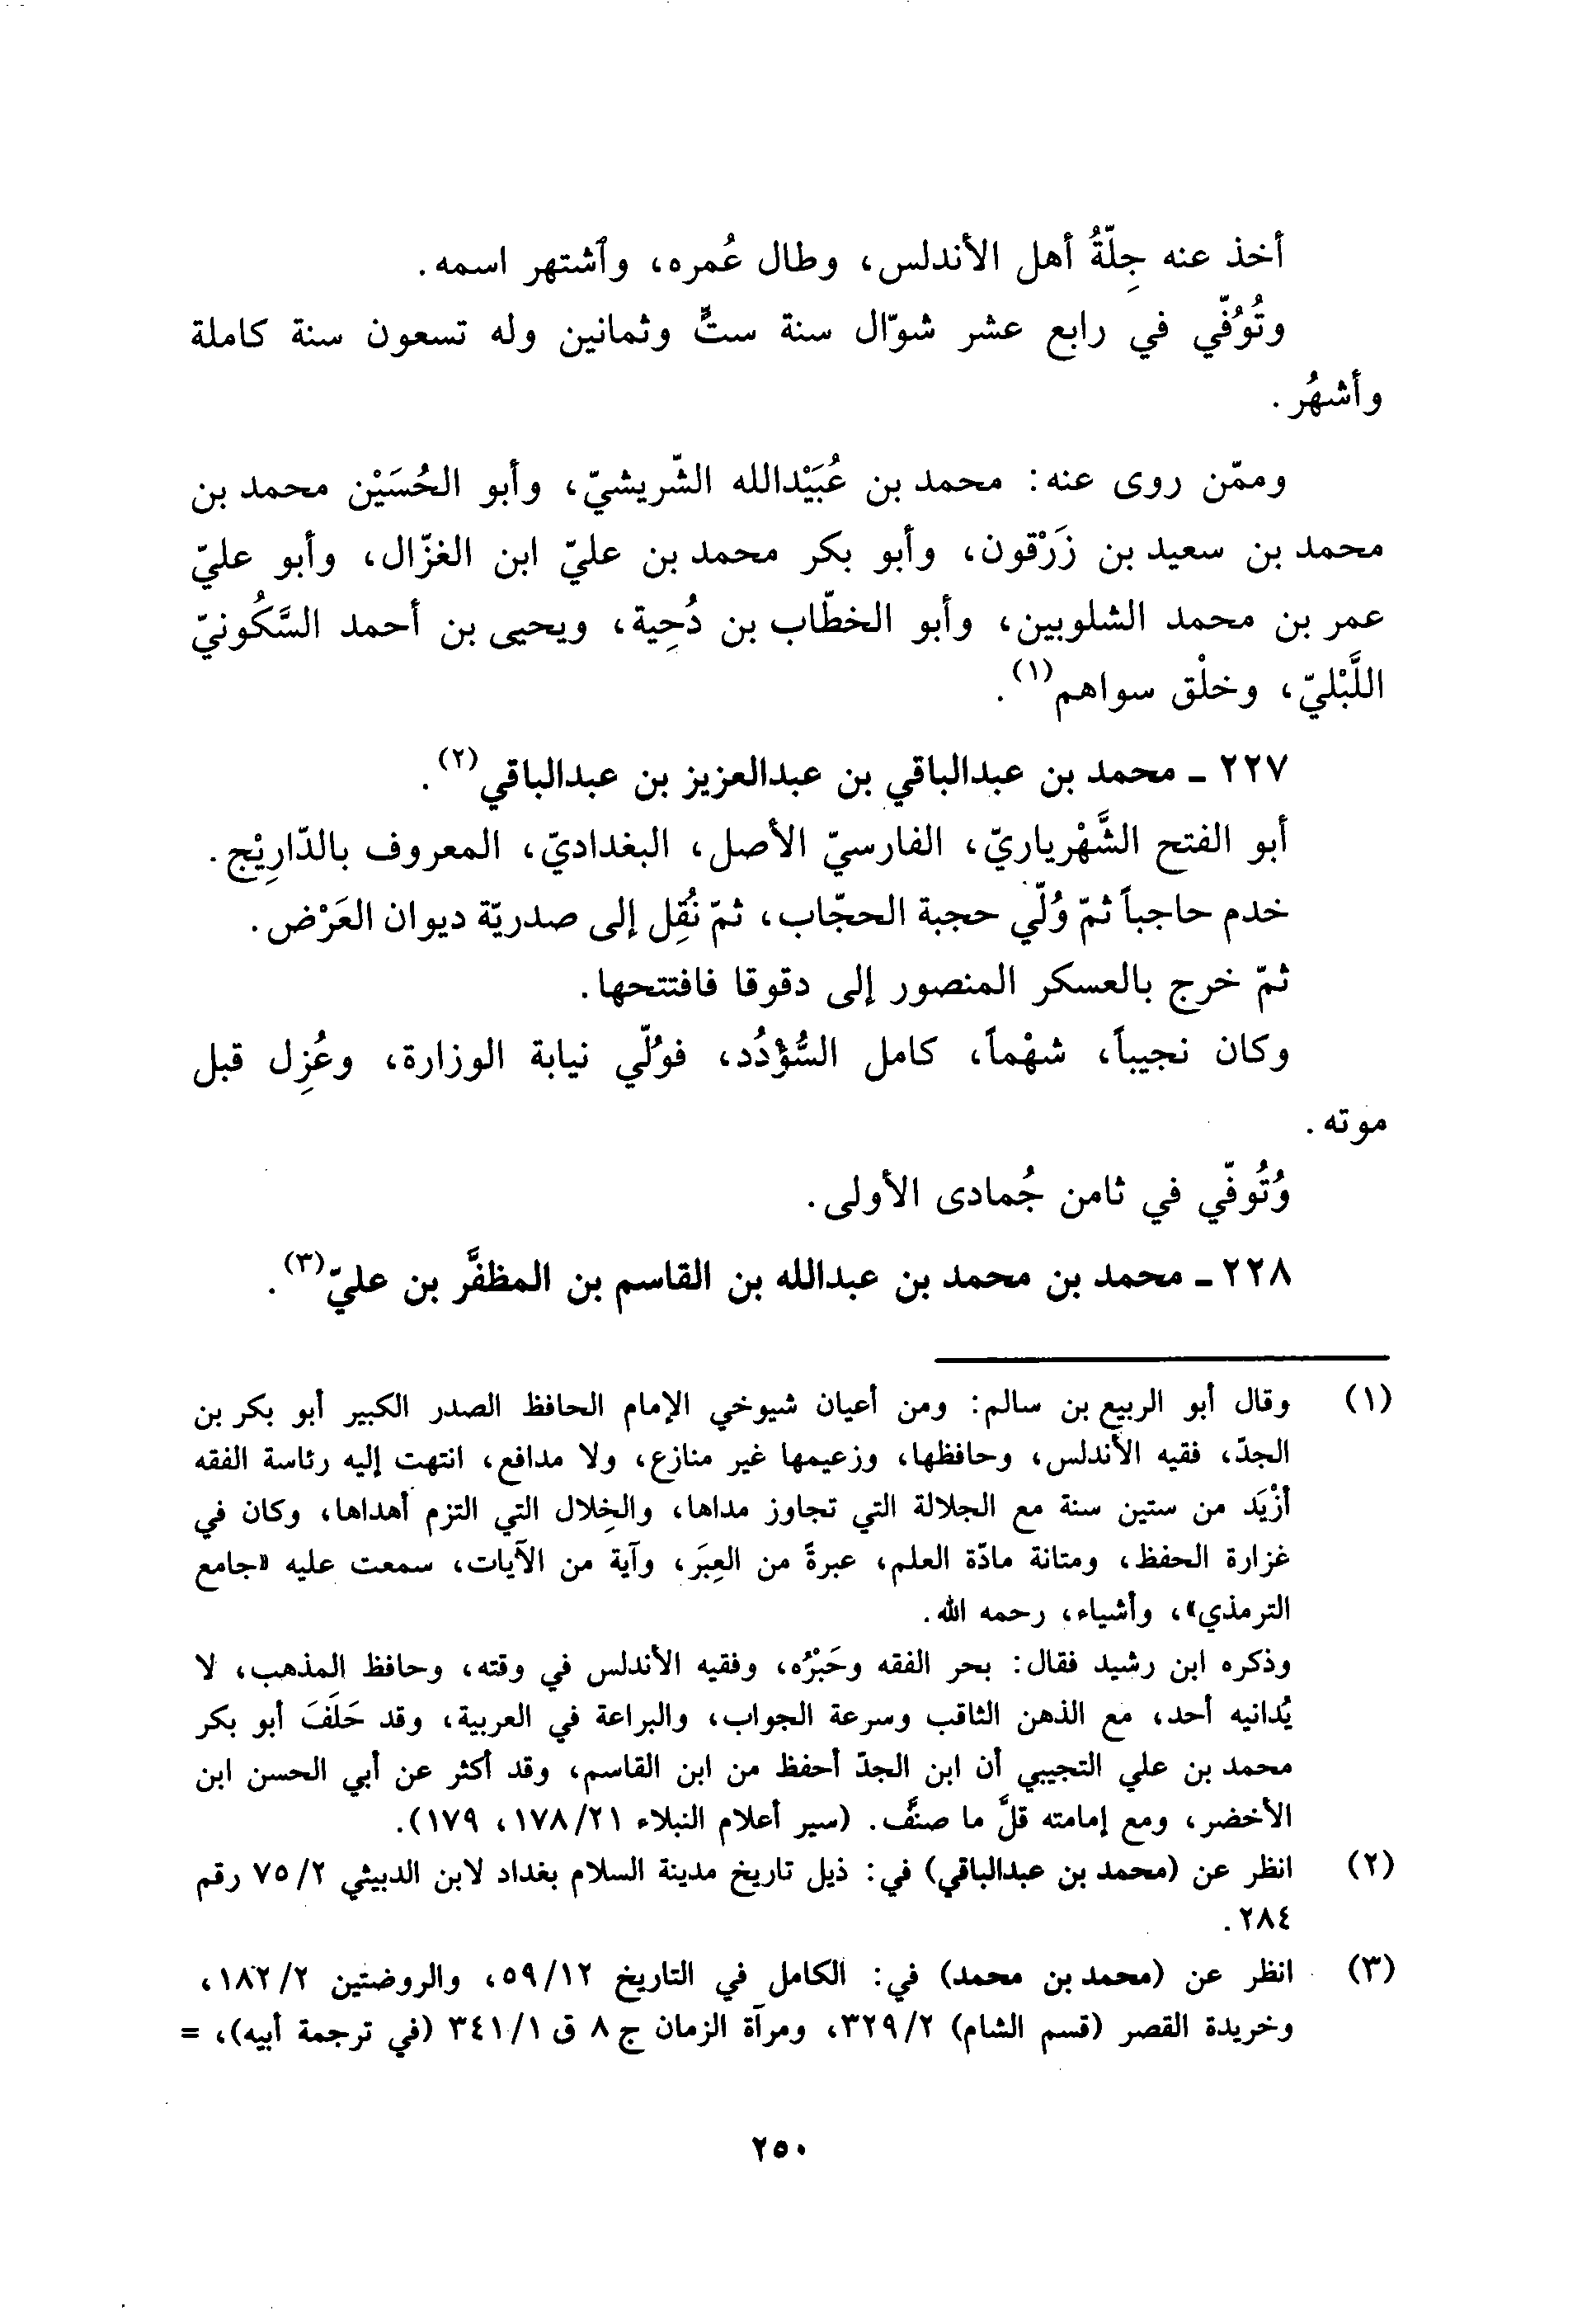 أخذ عنه جِلّةُ أهل الأندلس، وطال عُمره، وٱشتهر اسمه.
وتُوُفّي في رابع عشر شوّال سنة ستٍّ وثمانين وله تسعون سنة كاملة
وأشهُر.
وممّن روى عنه: محمد بن عُبَيْدالله الشّريشيّ، وأبو الحُسَيْن محمد بن
محمد بن سعيد بن زَرْقون، وأبو بكر محمد بن عليّ ابن الغزّال، وأبو عليّ
عمر بن محمد الشلوبين، وأبو الخطّاب بن دُحِية، ويحيى بن أحمد السَّكُونيّ
اللَّبْليّ، وخلْق سواهم(١).
٢٢٧ ـ محمد بن عبدالباقي بن عبدالعزيز بن عبدالباقي(٢).
أبو الفتح الشَّهْرياريّ، الفارسيّ الأصل، البغداديّ، المعروف بالدّارِيْج.
خدم حاجباً ثمّ وُلّي حجبة الحجّاب، ثمّ نُقِل إلى صدريّة ديوان العَرْض.
ثمّ خرج بالعسكر المنصور إلى دقوقا فافتتحها.
وكان نجيباً، شهْماً، كامل السُّؤْدُد، فوُلّي نيابة الوزارة، وعُزِل قبل
موته.
وُتُوفّي في ثامن جُمادى الأولى.
٢٢٨ ـ محمد بن محمد بن عبدالله بن القاسم بن المظفَّر بن عليّ(٣).
(١) وقال أبو الربيع بن سالم: ومن أعيان شيوخي الإمام الحافظ الصدر الكبير أبو بكر بن
الجدّ، فقيه الأندلس، وحافظها، وزعيمها غير منازع، ولا مدافع، انتهت إليه رئاسة الفقه
أزْيَد من ستين سنة مع الجلالة التي تجاوز مداها، والخِلال التي التزم أهداها، وكان في
غزارة الحفظ، ومتانة مادّة العلم، عبرةً من العِبَر، وآية من الآيات، سمعت عليه «جامع
الترمذي»، وأشياء، رحمه الله.
وذكره ابن رشيد فقال: بحر الفقه وحَبْرُه، وفقيه الأندلس في وقته، وحافظ المذهب، لا
يُدانيه أحد، مع الذهن الثاقب وسرعة الجواب، والبراعة في العربية، وقد حَلَفَ أبو بكر
محمد بن علي التجيبي أن ابن الجدّ أحفظ من ابن القاسم، وقد أكثر عن أبي الحسن ابن
الأخضر، ومع إمامته قلَّ ما صنَّف. (سير أعلام النبلاء ١٧٨/٢١، ١٧٩).
(٢) انظر عن (محمد بن عبدالباقي) في: ذيل تاريخ مدينة السلام بغداد لابن الدبيثي ٧٥/٢ رقم
٢٨٤.
(٣) انظر عن (محمد بن محمد) في: الكامل في التاريخ ٥٩/١٢، والروضتين ١٨٢/٢،
وخريدة القصر (قسم الشام) ٣٢٩/٢، ومرآة الزمان ج ٨ ق ٣٤١/١ (في ترجمة أبيه)، =
٢٥٠